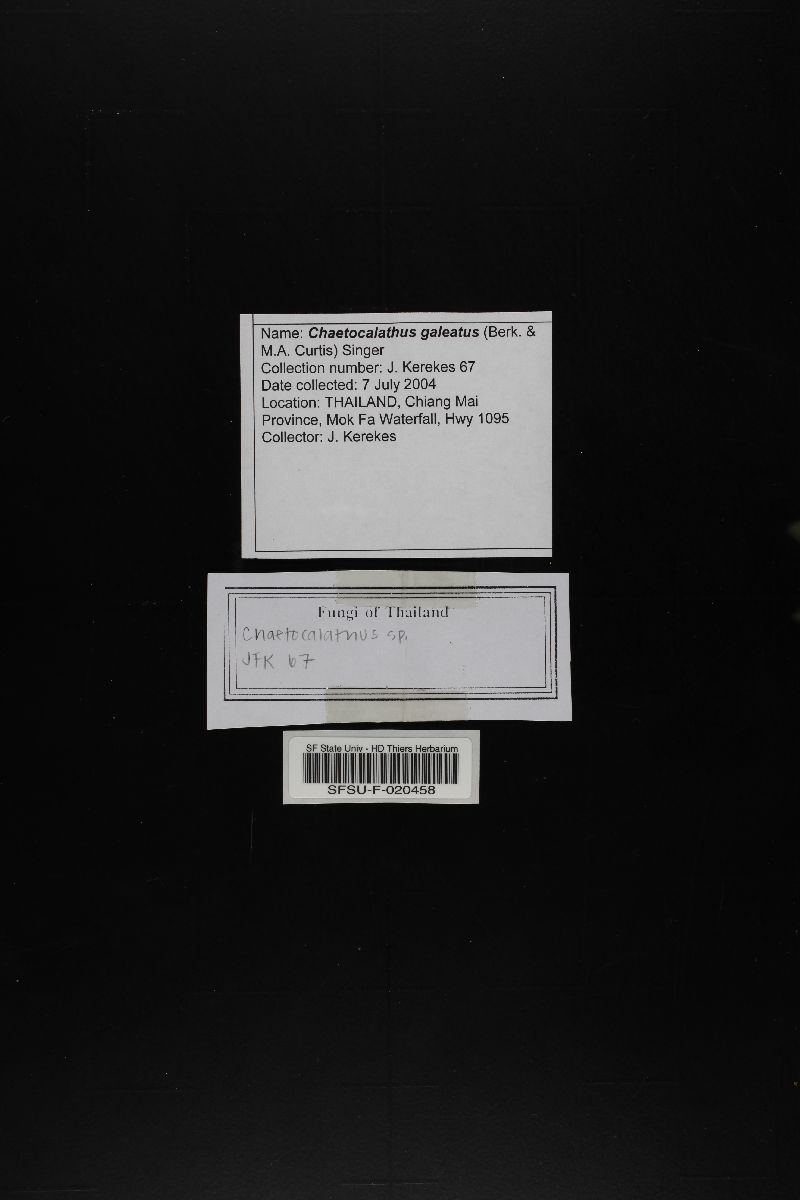 Name: Chaetocalathus galeatus (Berk. &
M.A. Curtis) Singer
Collection number: J. Kerekes 67
Date collected: 7 July 2004
Location: THAILAND, Chiang Mai
Province, Mok Fa Waterfall, Hwy 1095
Collector: J. Kerekes
Fungi of Thailand
Chaetocalathus sp.
JFK 67
SF State Univ - HD Thiers Herbarium
SFSU-F-020458